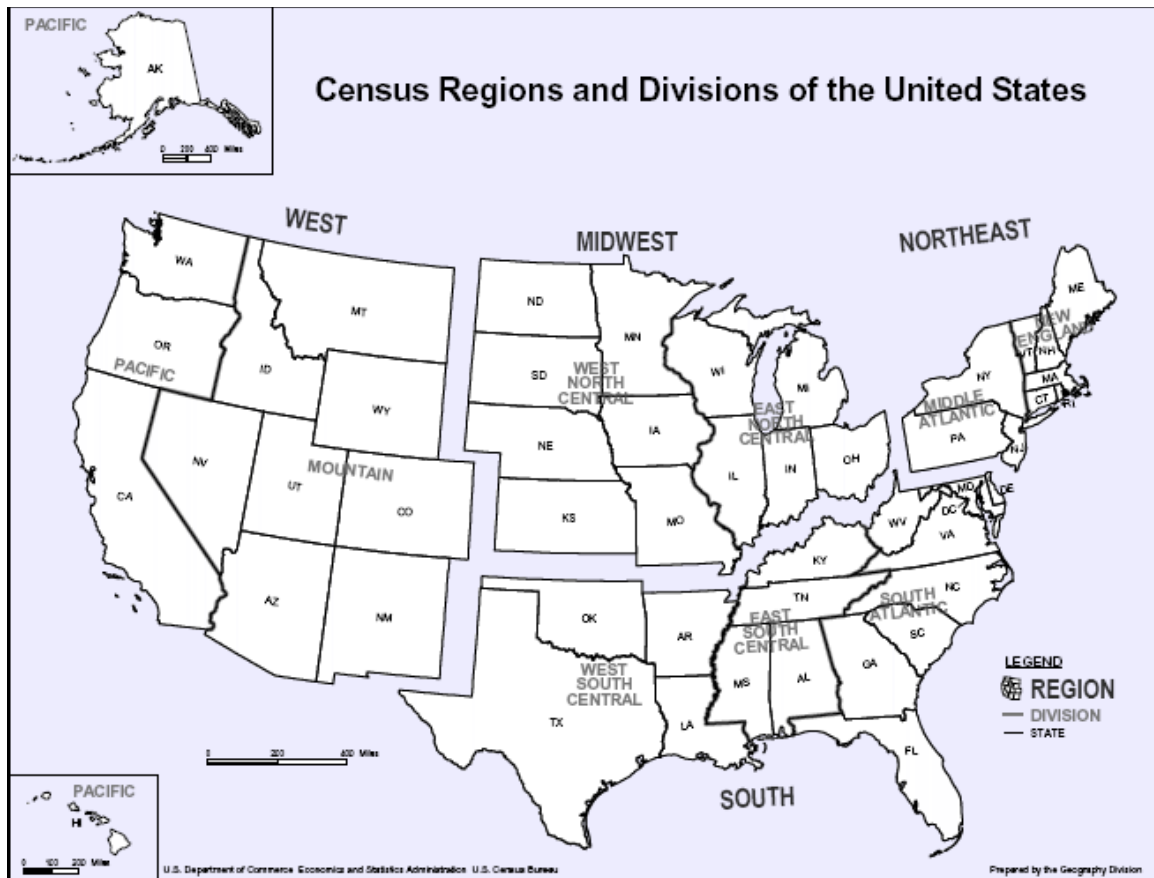 PACIFIC
AK
0 200 400 Miles
Census Regions and Divisions of the United States
WEST
MIDWEST
NORTHEAST
WA
MT
OR
ID
WY
PACIFIC
NV
UT
CO
CA
AZ
NM
MOUNTAIN
ND
MN
SD
WEST
NORTH
CENTRAL
NE
IA
KS
MO
WI
MI
EAST
NORTH
CENTRAL
IL
IN
OH
ME
NEW
ENGLAND
VT
NH
NY
MA
CT
RI
MIDDLE
ATLANTIC
PA
NJ
OK
AR
WEST
SOUTH
CENTRAL
TX
LA
KY
TN
EAST
SOUTH
CENTRAL
MS
AL
MD
DE
DC
WV
VA
NC
SOUTH
ATLANTIC
SC
GA
FL
SOUTH
LEGEND
REGION
DIVISION
STATE
0 200 400 Miles
PACIFIC
HI
0 100 200 Miles
U.S. Department of Commerce Economics and Statistics Administration U.S. Census Bureau
Prepared by the Geography Division